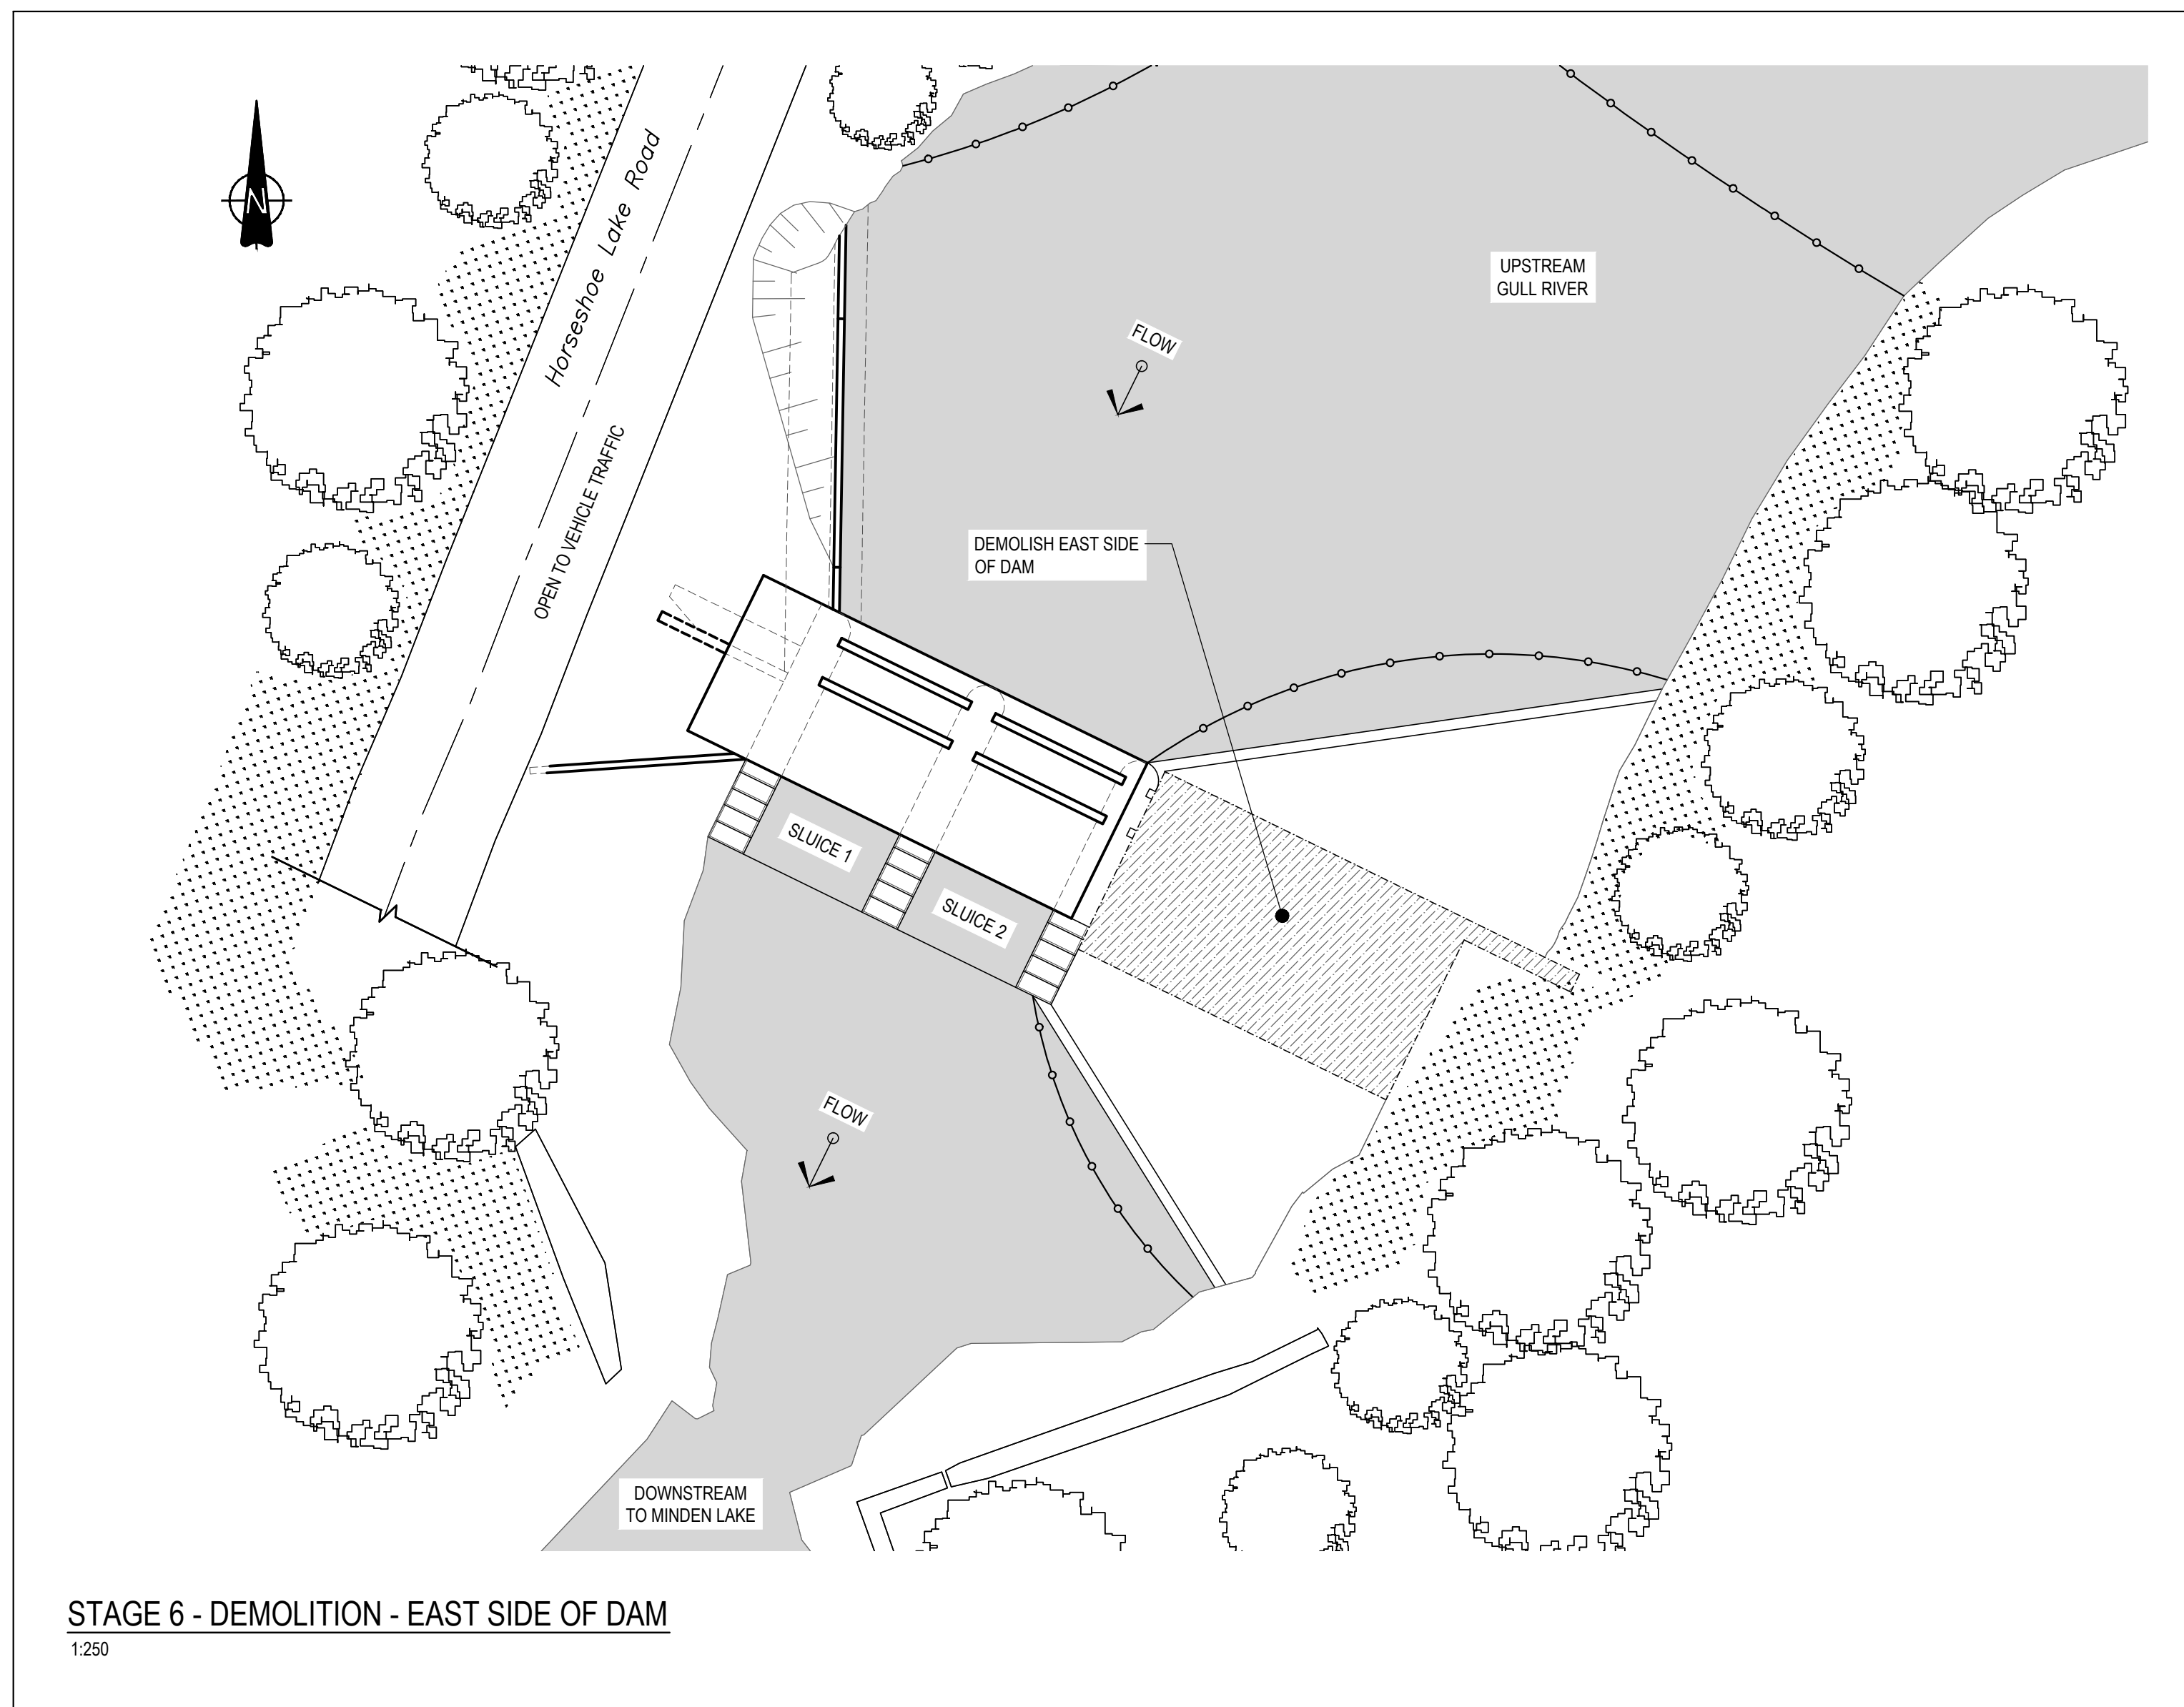 N
Horseshoe Lake Road
OPEN TO VEHICLE TRAFFIC
UPSTREAM
GULL RIVER
FLOW
DEMOLISH EAST SIDE
OF DAM
SLUICE 1
SLUICE 2
FLOW
DOWNSTREAM
TO MINDEN LAKE
STAGE 6 - DEMOLITION - EAST SIDE OF DAM
1:250